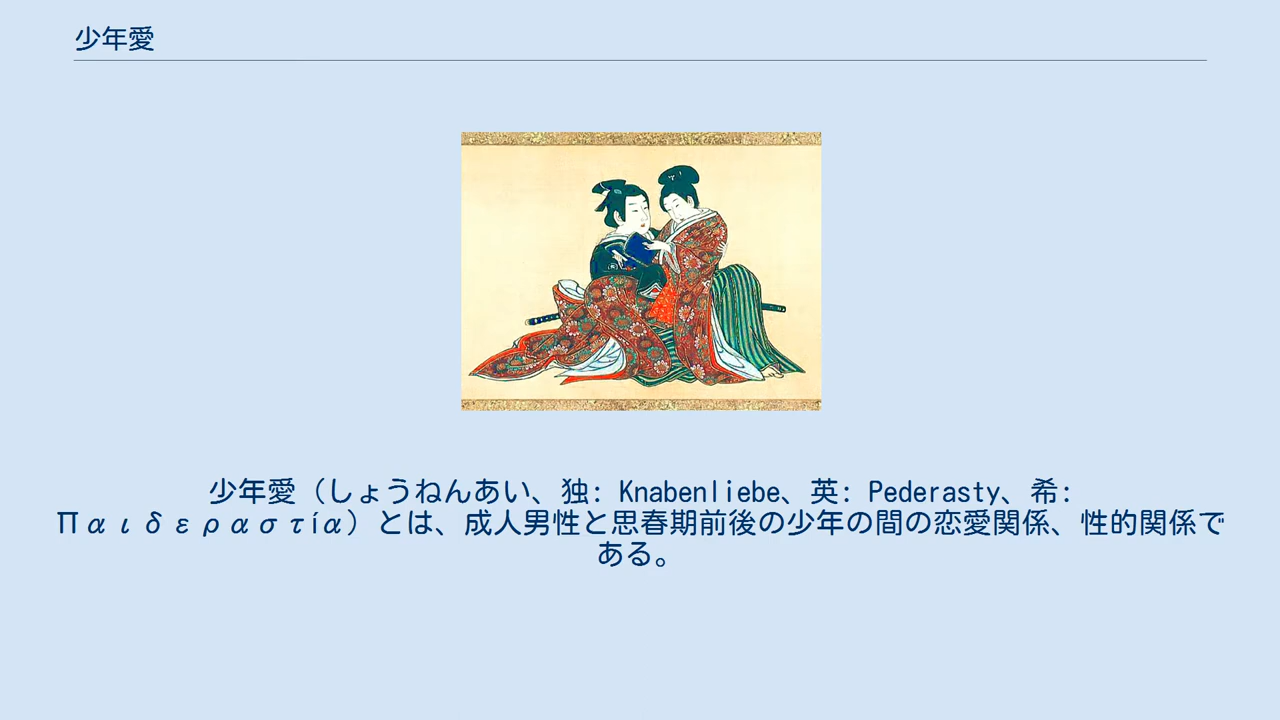 少年愛
少年愛（しょうねんあい、独: Knabenliebe、英: Pederasty、希:
Παιδεραστία）とは、成人男性と思春期前後の少年の間の恋愛関係、性的関係で
ある。